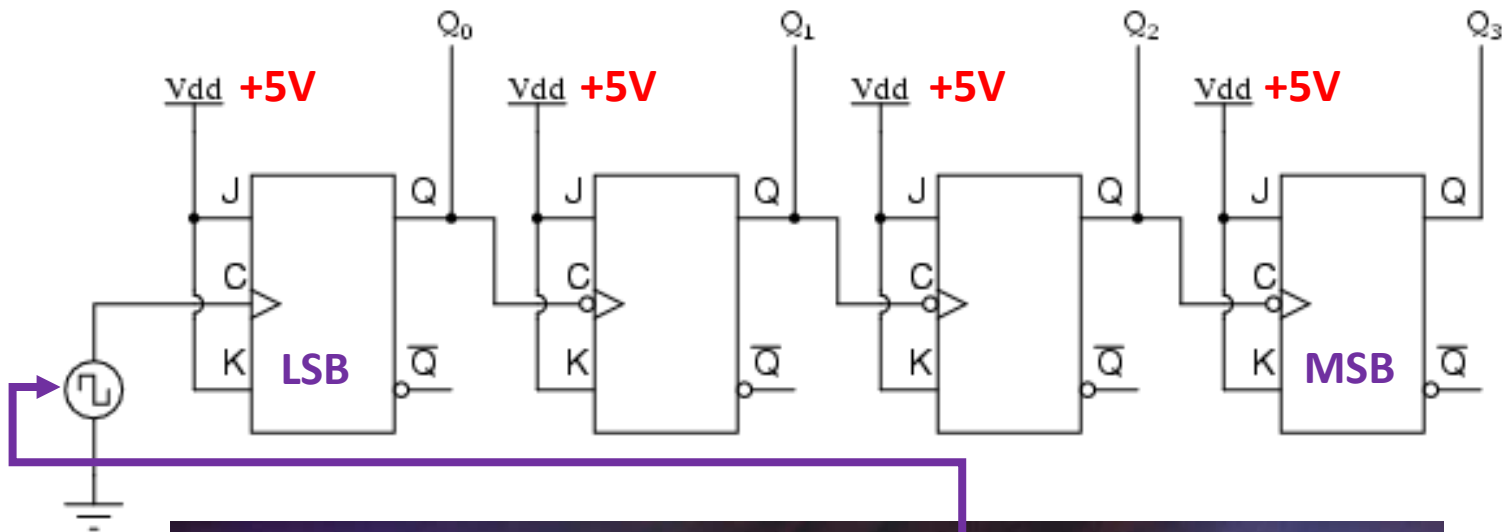 Q₀ Q₁ Q₂ Q₃
Vdd +5V Vdd +5V Vdd +5V Vdd +5V
J Q J Q J Q J Q
C C C C
K LSB Q̅ K Q̅ K Q̅ K MSB Q̅